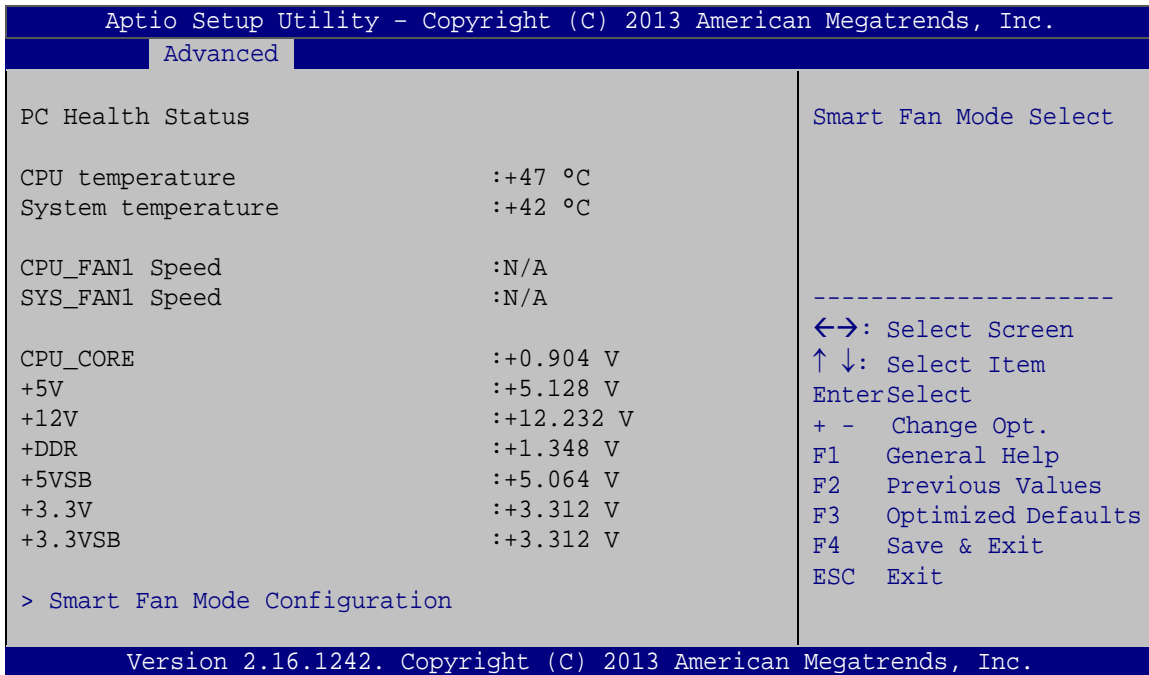 Aptio Setup Utility – Copyright (C) 2013 American Megatrends, Inc.
Advanced
PC Health Status
CPU temperature :+47 °C
System temperature :+42 °C
CPU_FAN1 Speed :N/A
SYS_FAN1 Speed :N/A
CPU_CORE :+0.904 V
+5V :+5.128 V
+12V :+12.232 V
+DDR :+1.348 V
+5VSB :+5.064 V
+3.3V :+3.312 V
+3.3VSB :+3.312 V
> Smart Fan Mode Configuration
Smart Fan Mode Select
---------------------
←→: Select Screen
↑ ↓: Select Item
EnterSelect
+ - Change Opt.
F1 General Help
F2 Previous Values
F3 Optimized Defaults
F4 Save & Exit
ESC Exit
Version 2.16.1242. Copyright (C) 2013 American Megatrends, Inc.